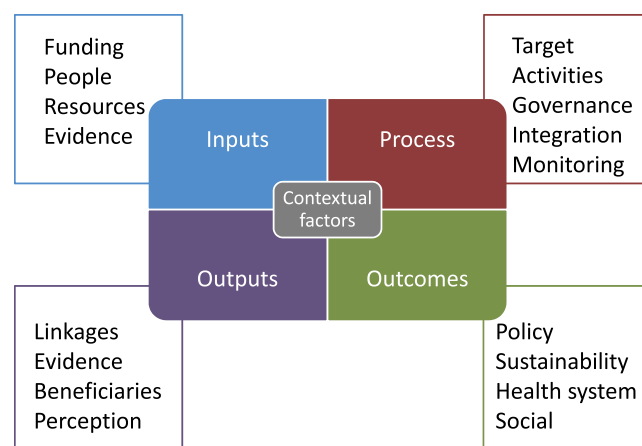 Funding
People
Resources
Evidence
Target
Activities
Governance
Integration
Monitoring
Inputs
Process
Contextual
factors
Outputs
Outcomes
Linkages
Evidence
Beneficiaries
Perception
Policy
Sustainability
Health system
Social